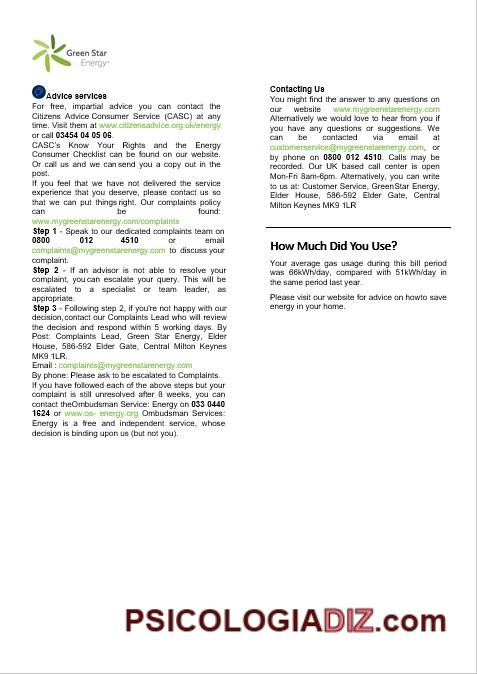 Green Star
Energy
Advice services
For free, impartial advice you can contact the
Citizens Advice Consumer Service (CASC) at any
time. Visit them at www.citizensadvice.org.uk/energy
or call 03454 04 05 06.
CASC's Know Your Rights and the Energy
Consumer Checklist can be found on our website.
Or call us and we can send you a copy out in the
post.
If you feel that we have not delivered the service
experience that you deserve, please contact us so
that we can put things right. Our complaints policy
can be found:
www.mygreenstarenergy.com/complaints
Step 1 - Speak to our dedicated complaints team on
0800 012 4510 or email
complaints@mygreenstarenergy.com to discuss your
complaint.
Step 2 - If an advisor is not able to resolve your
complaint, you can escalate your query. This will be
escalated to a specialist or team leader, as
appropriate.
Step 3 - Following step 2, if you're not happy with our
decision,contact our Complaints Lead who will review
the decision and respond within 5 working days. By
Post: Complaints Lead, Green Star Energy, Elder
House, 586-592 Elder Gate, Central Milton Keynes
MK9 1LR.
Email : complaints@mygreenstarenergy.com
By phone: Please ask to be escalated to Complaints.
If you have followed each of the above steps but your
complaint is still unresolved after 8 weeks, you can
contact theOmbudsman Service: Energy on 033 0440
1624 or www.os- energy.org Ombudsman Services:
Energy is a free and independent service, whose
decision is binding upon us (but not you).
Contacting Us
You might find the answer to any questions on
our website www.mygreenstarenergy.com
Alternatively we would love to hear from you if
you have any questions or suggestions. We
can be contacted via email at
customerservice@mygreenstarenergy.com, or
by phone on 0800 012 4510. Calls may be
recorded. Our UK based call center is open
Mon-Fri 8am-6pm. Alternatively, you can write
to us at: Customer Service, GreenStar Energy,
Elder House, 586-592 Elder Gate, Central
Milton Keynes MK9 1LR
How Much Did You Use?
Your average gas usage during this bill period
was 66kWh/day, compared with 51kWh/day in
the same period last year.
Please visit our website for advice on howto save
energy in your home.
PSICOLOGIADIZ.com